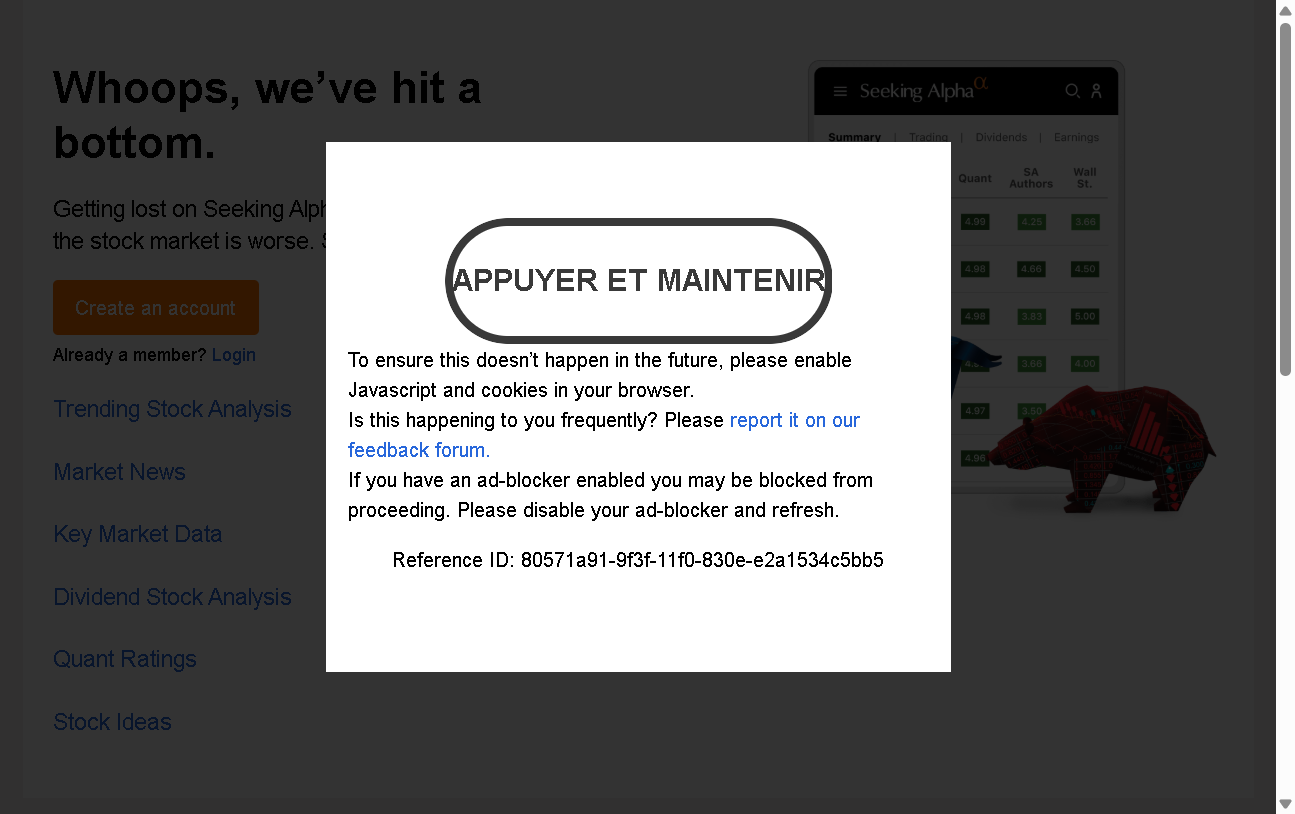 Whoops, we’ve hit a
bottom.
Getting lost on Seeking Alph
the stock market is worse.
Create an account
Already a member? Login
Trending Stock Analysis
Market News
Key Market Data
Dividend Stock Analysis
Quant Ratings
Stock Ideas
APPUYER ET MAINTENIR
To ensure this doesn’t happen in the future, please enable
Javascript and cookies in your browser.
Is this happening to you frequently? Please report it on our
feedback forum.
If you have an ad-blocker enabled you may be blocked from
proceeding. Please disable your ad-blocker and refresh.
Reference ID: 80571a91-9f3f-11f0-830e-e2a1534c5bb5
Seeking Alpha α
Summary | Trading | Dividends | Earnings
Quant SA Authors Wall St.
4.99 4.25 3.66
4.98 4.66 4.50
4.98 3.83 5.00
3.66 4.00
4.97 3.50
4.96